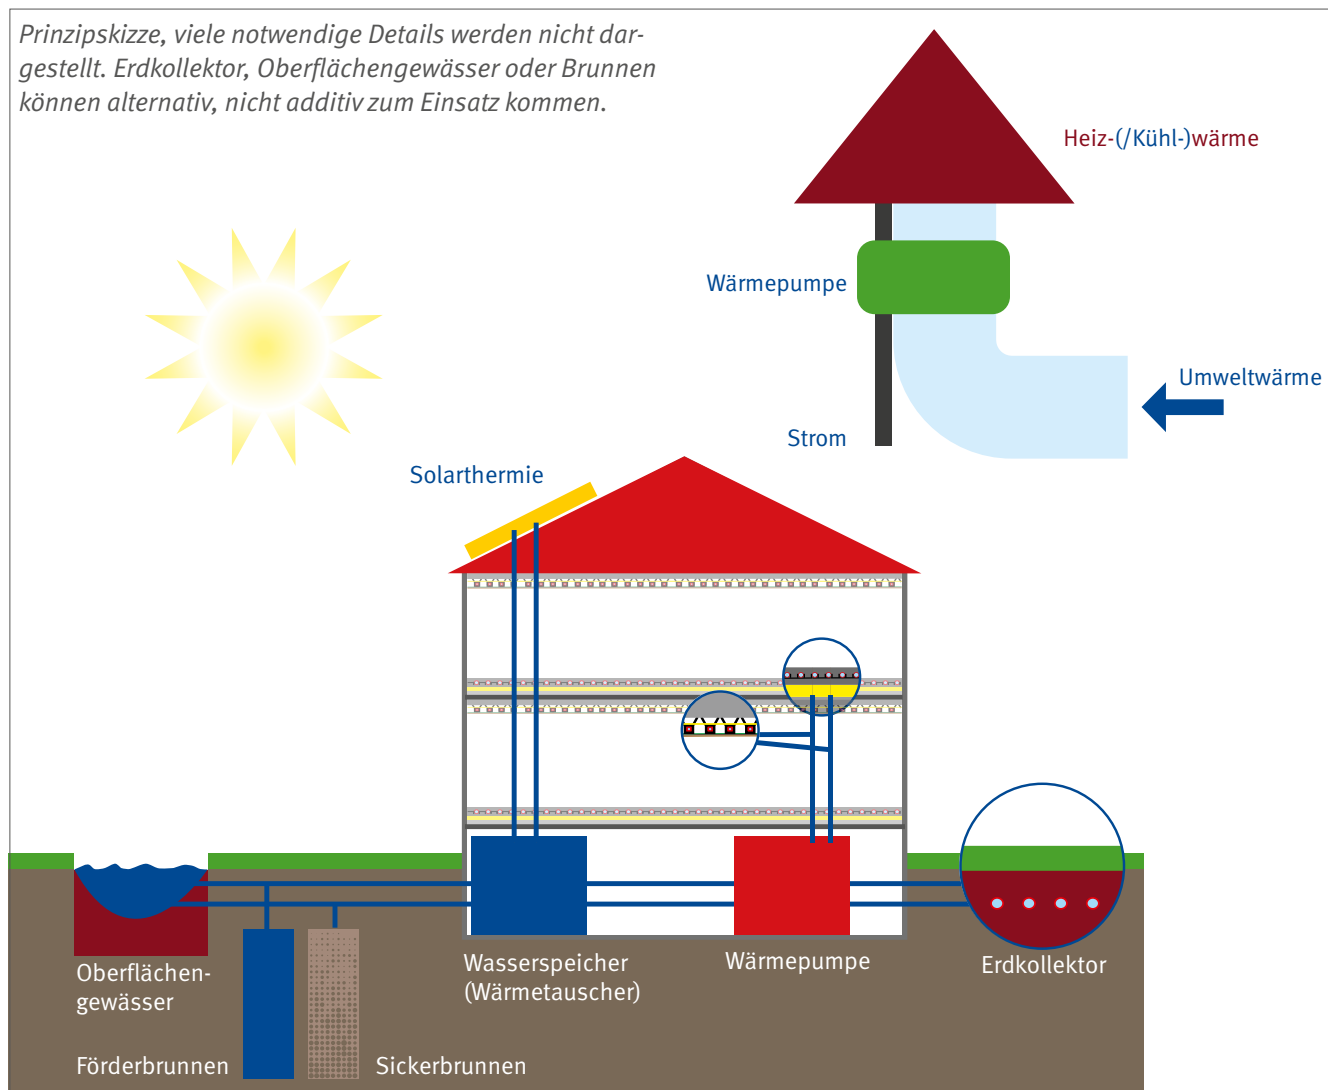 Prinzipskizze, viele notwendige Details werden nicht dar-
gestellt. Erdkollektor, Oberflächengewässer oder Brunnen
können alternativ, nicht additiv zum Einsatz kommen.
Heiz-(/Kühl-)wärme
Wärmepumpe
Umweltwärme
Strom
Solarthermie
Oberflächen-
gewässer
Wasserspeicher
(Wärmetauscher)
Wärmepumpe
Erdkollektor
Förderbrunnen
Sickerbrunnen